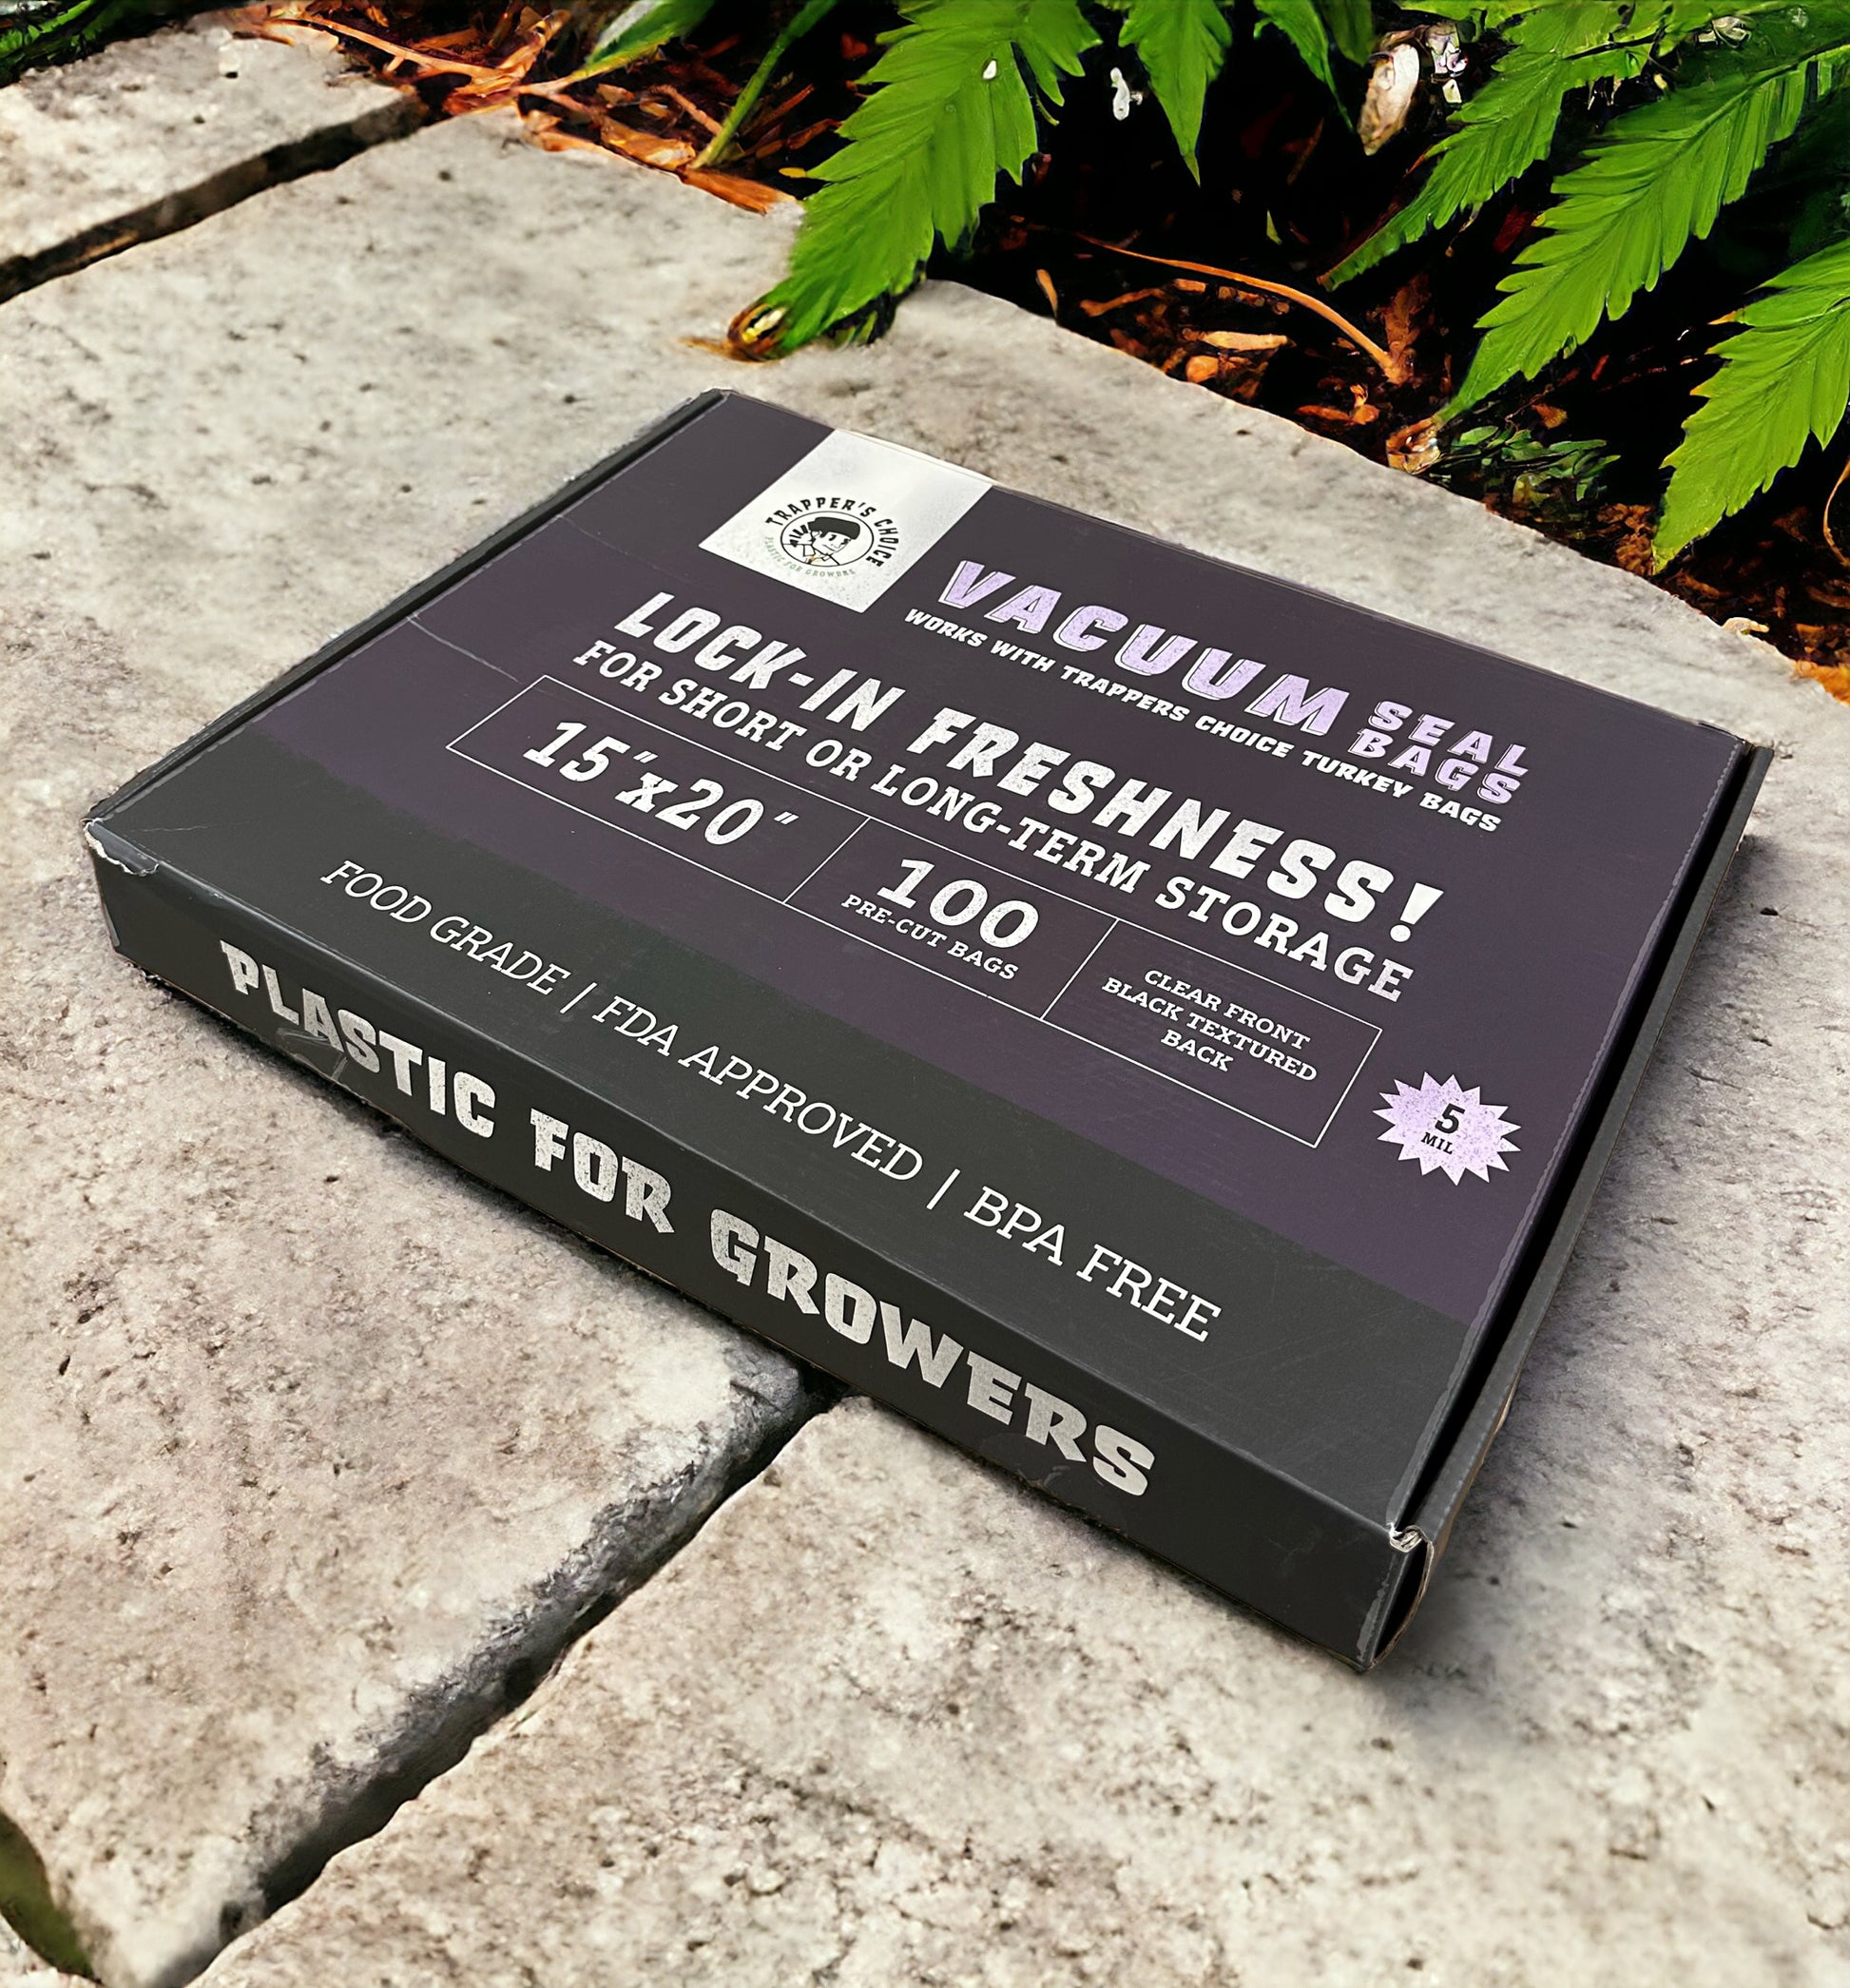 TRAPPER'S CHOICE
PLASTIC FOR GROWERS
VACUUM SEAL BAGS
WORKS WITH TRAPPERS CHOICE TURKEY BAGS
LOCK-IN FRESHNESS!
FOR SHORT OR LONG-TERM STORAGE
15"x20"
100
PRE-CUT BAGS
CLEAR FRONT
BLACK TEXTURED
BACK
5
MIL
FOOD GRADE | FDA APPROVED | BPA FREE
PLASTIC FOR GROWERS